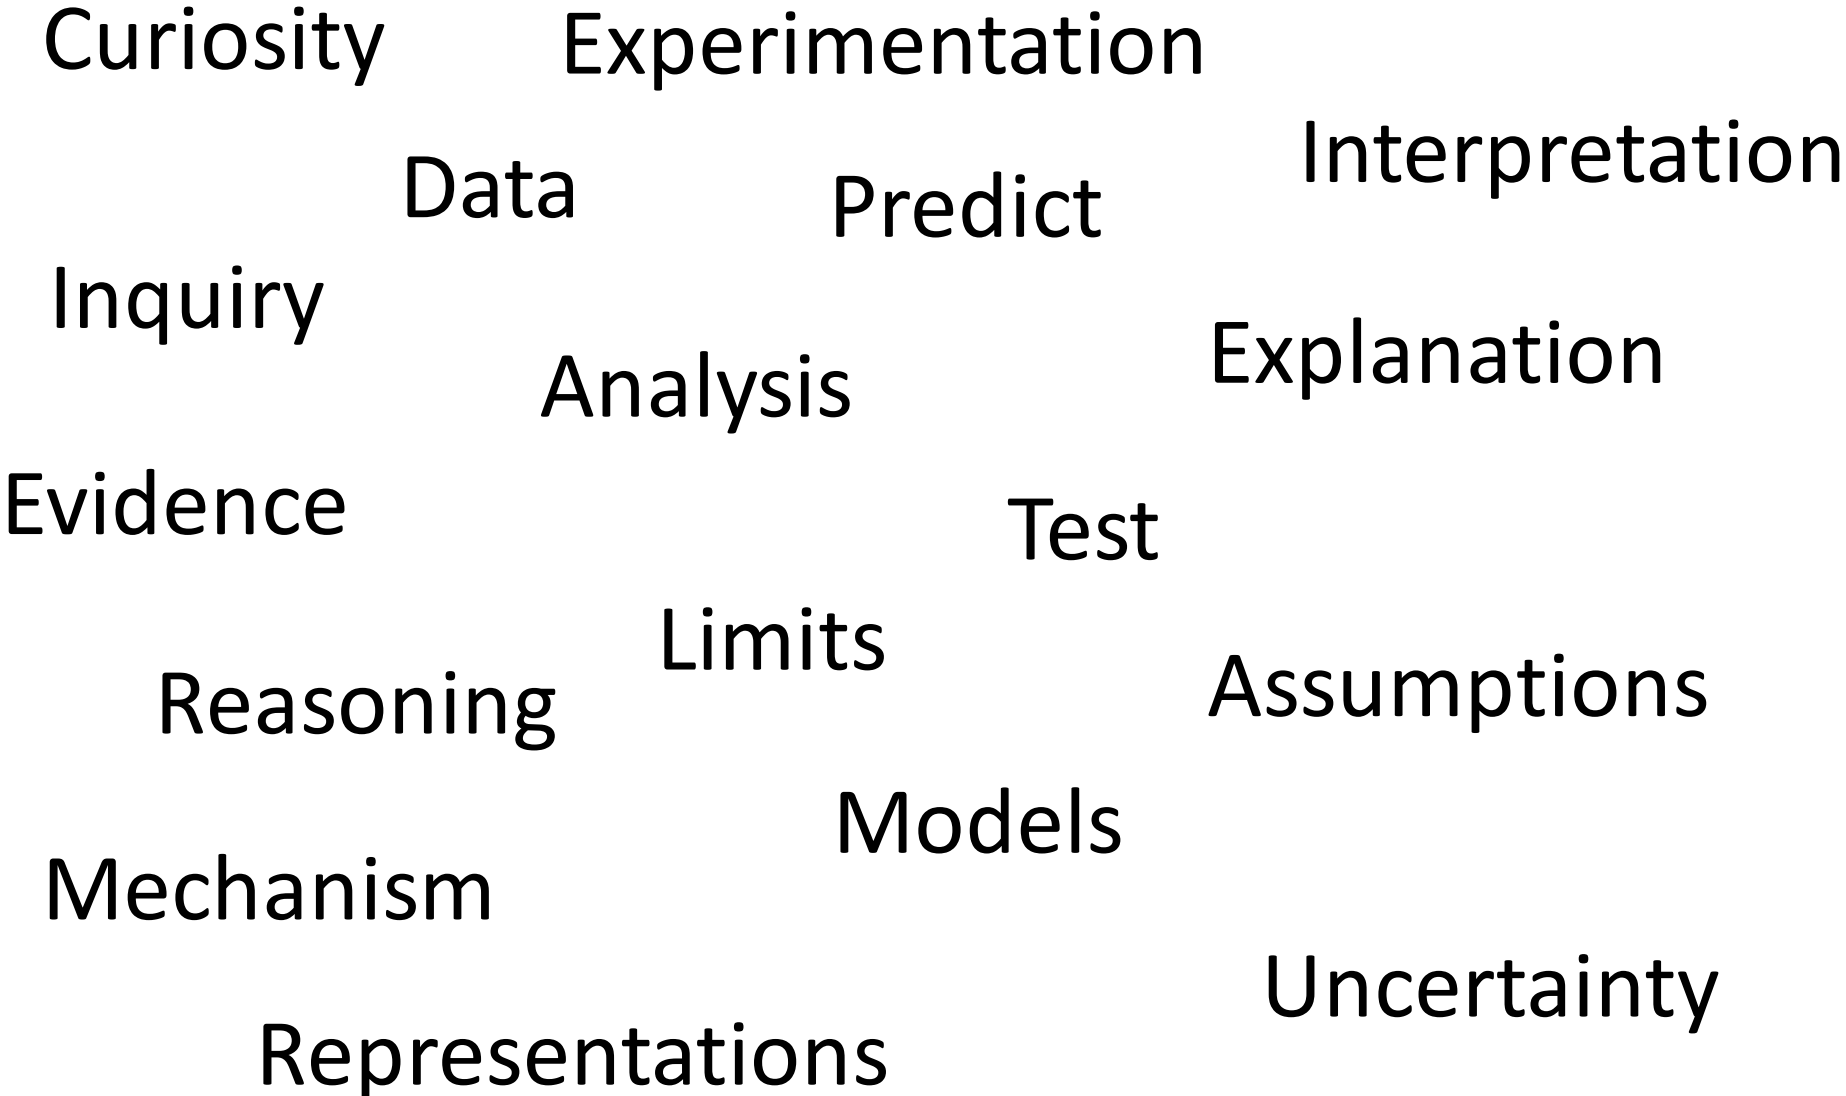 Curiosity
Experimentation
Interpretation
Data
Predict
Inquiry
Explanation
Analysis
Evidence
Test
Limits
Reasoning
Assumptions
Models
Mechanism
Uncertainty
Representations